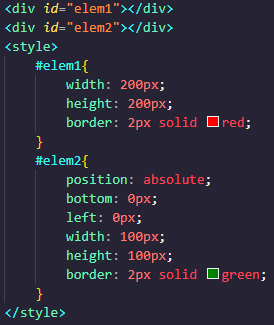 <div id="elem1"></div>
<div id="elem2"></div>
<style>
    #elem1{
        width: 200px;
        height: 200px;
        border: 2px solid red;
    }
    #elem2{
        position: absolute;
        bottom: 0px;
        left: 0px;
        width: 100px;
        height: 100px;
        border: 2px solid green;
    }
</style>